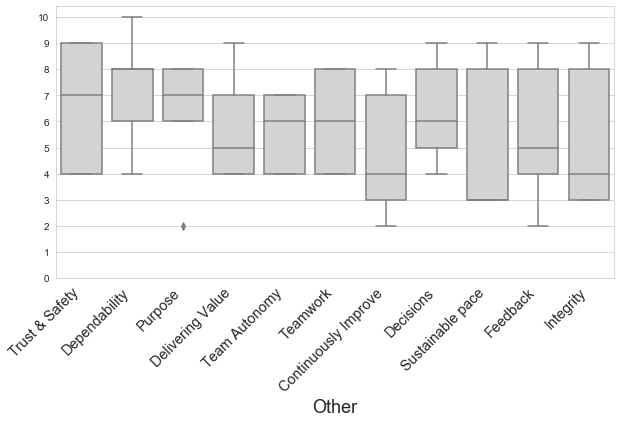 10
9
8
7
6
5
4
3
2
1
0
Trust & Safety
Dependability
Purpose
Delivering Value
Team Autonomy
Teamwork
Continuously Improve
Decisions
Sustainable pace
Feedback
Integrity
Other